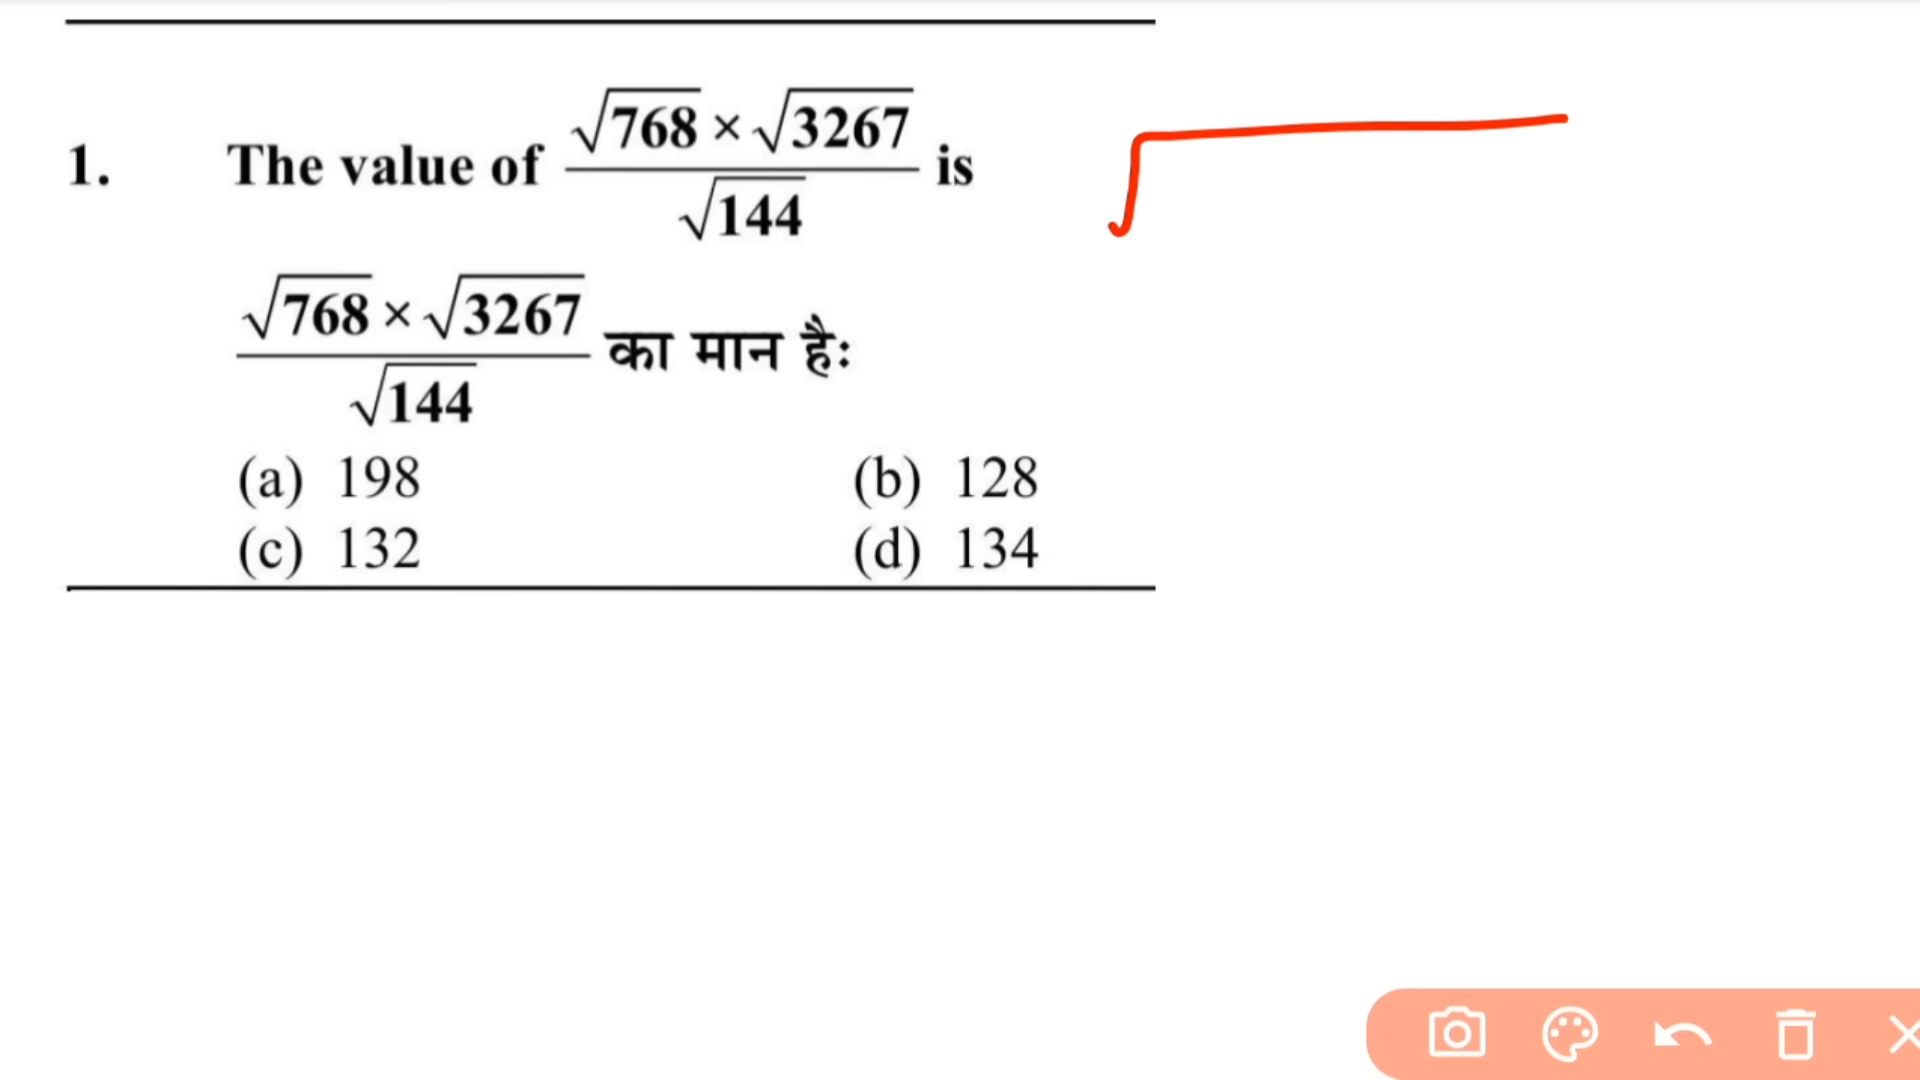 1. The value of √768 × √3267 / √144 is
√768 × √3267 / √144 का मान है:
(a) 198 (b) 128
(c) 132 (d) 134